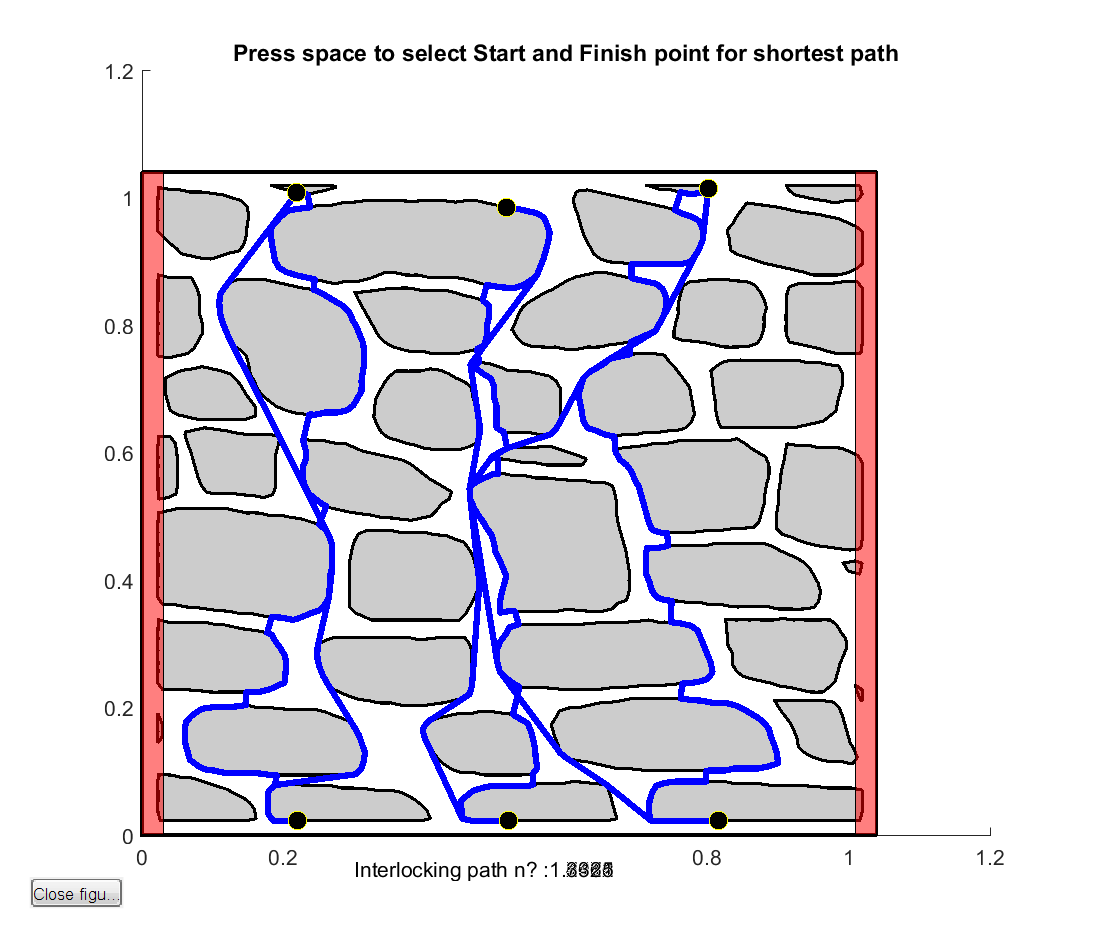 Press space to select Start and Finish point for shortest path
1.2
1
0.8
0.6
0.4
0.2
0
0 0.2 0.8 1 1.2
Interlocking path n? :1.
Close figu...